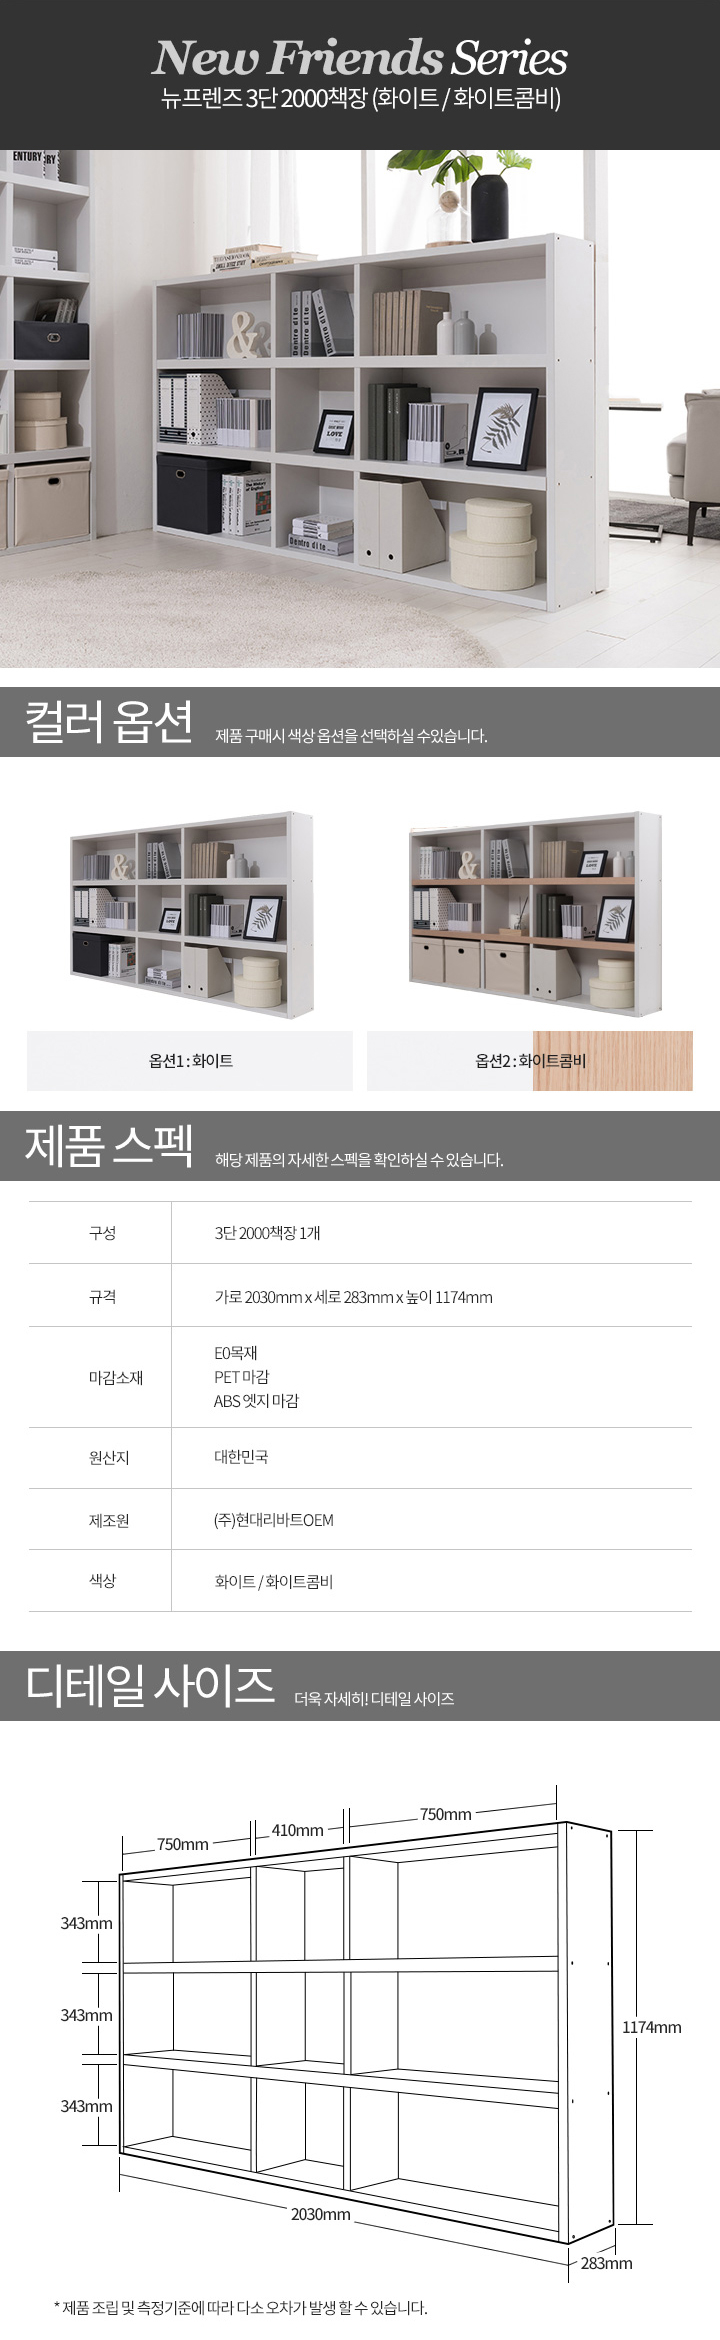 New Friends Series
뉴프렌즈 3단 2000책장 (화이트 / 화이트콤비)
컬러 옵션 제품 구매시 색상 옵션을 선택하실 수있습니다.
옵션1 : 화이트
옵션2 : 화이트콤비
제품 스펙 해당 제품의 자세한 스펙을 확인하실 수 있습니다.
구성 3단 2000책장 1개
규격 가로 2030mm x 세로 283mm x 높이 1174mm
마감소재 E0목재
PET 마감
ABS 엣지 마감
원산지 대한민국
제조원 (주)현대리바트OEM
색상 화이트 / 화이트콤비
디테일 사이즈 더욱 자세히! 디테일 사이즈
750mm
410mm
750mm
343mm
343mm
343mm
1174mm
2030mm
283mm
* 제품 조립 및 측정기준에 따라 다소 오차가 발생 할 수 있습니다.